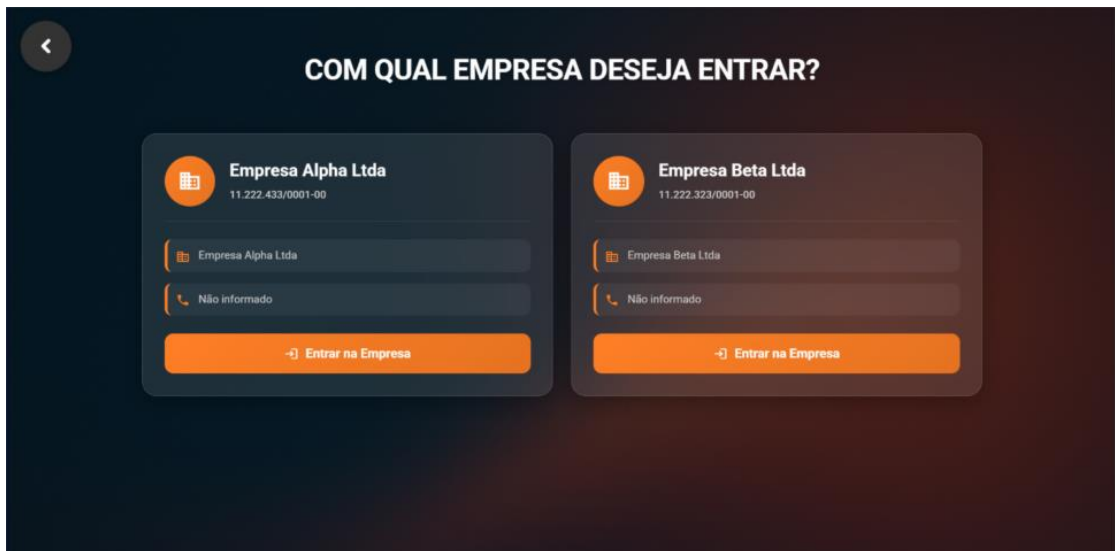 COM QUAL EMPRESA DESEJA ENTRAR?
Empresa Alpha Ltda
11.222.433/0001-00
Empresa Alpha Ltda
Não informado
Entrar na Empresa
Empresa Beta Ltda
11.222.323/0001-00
Empresa Beta Ltda
Não informado
Entrar na Empresa